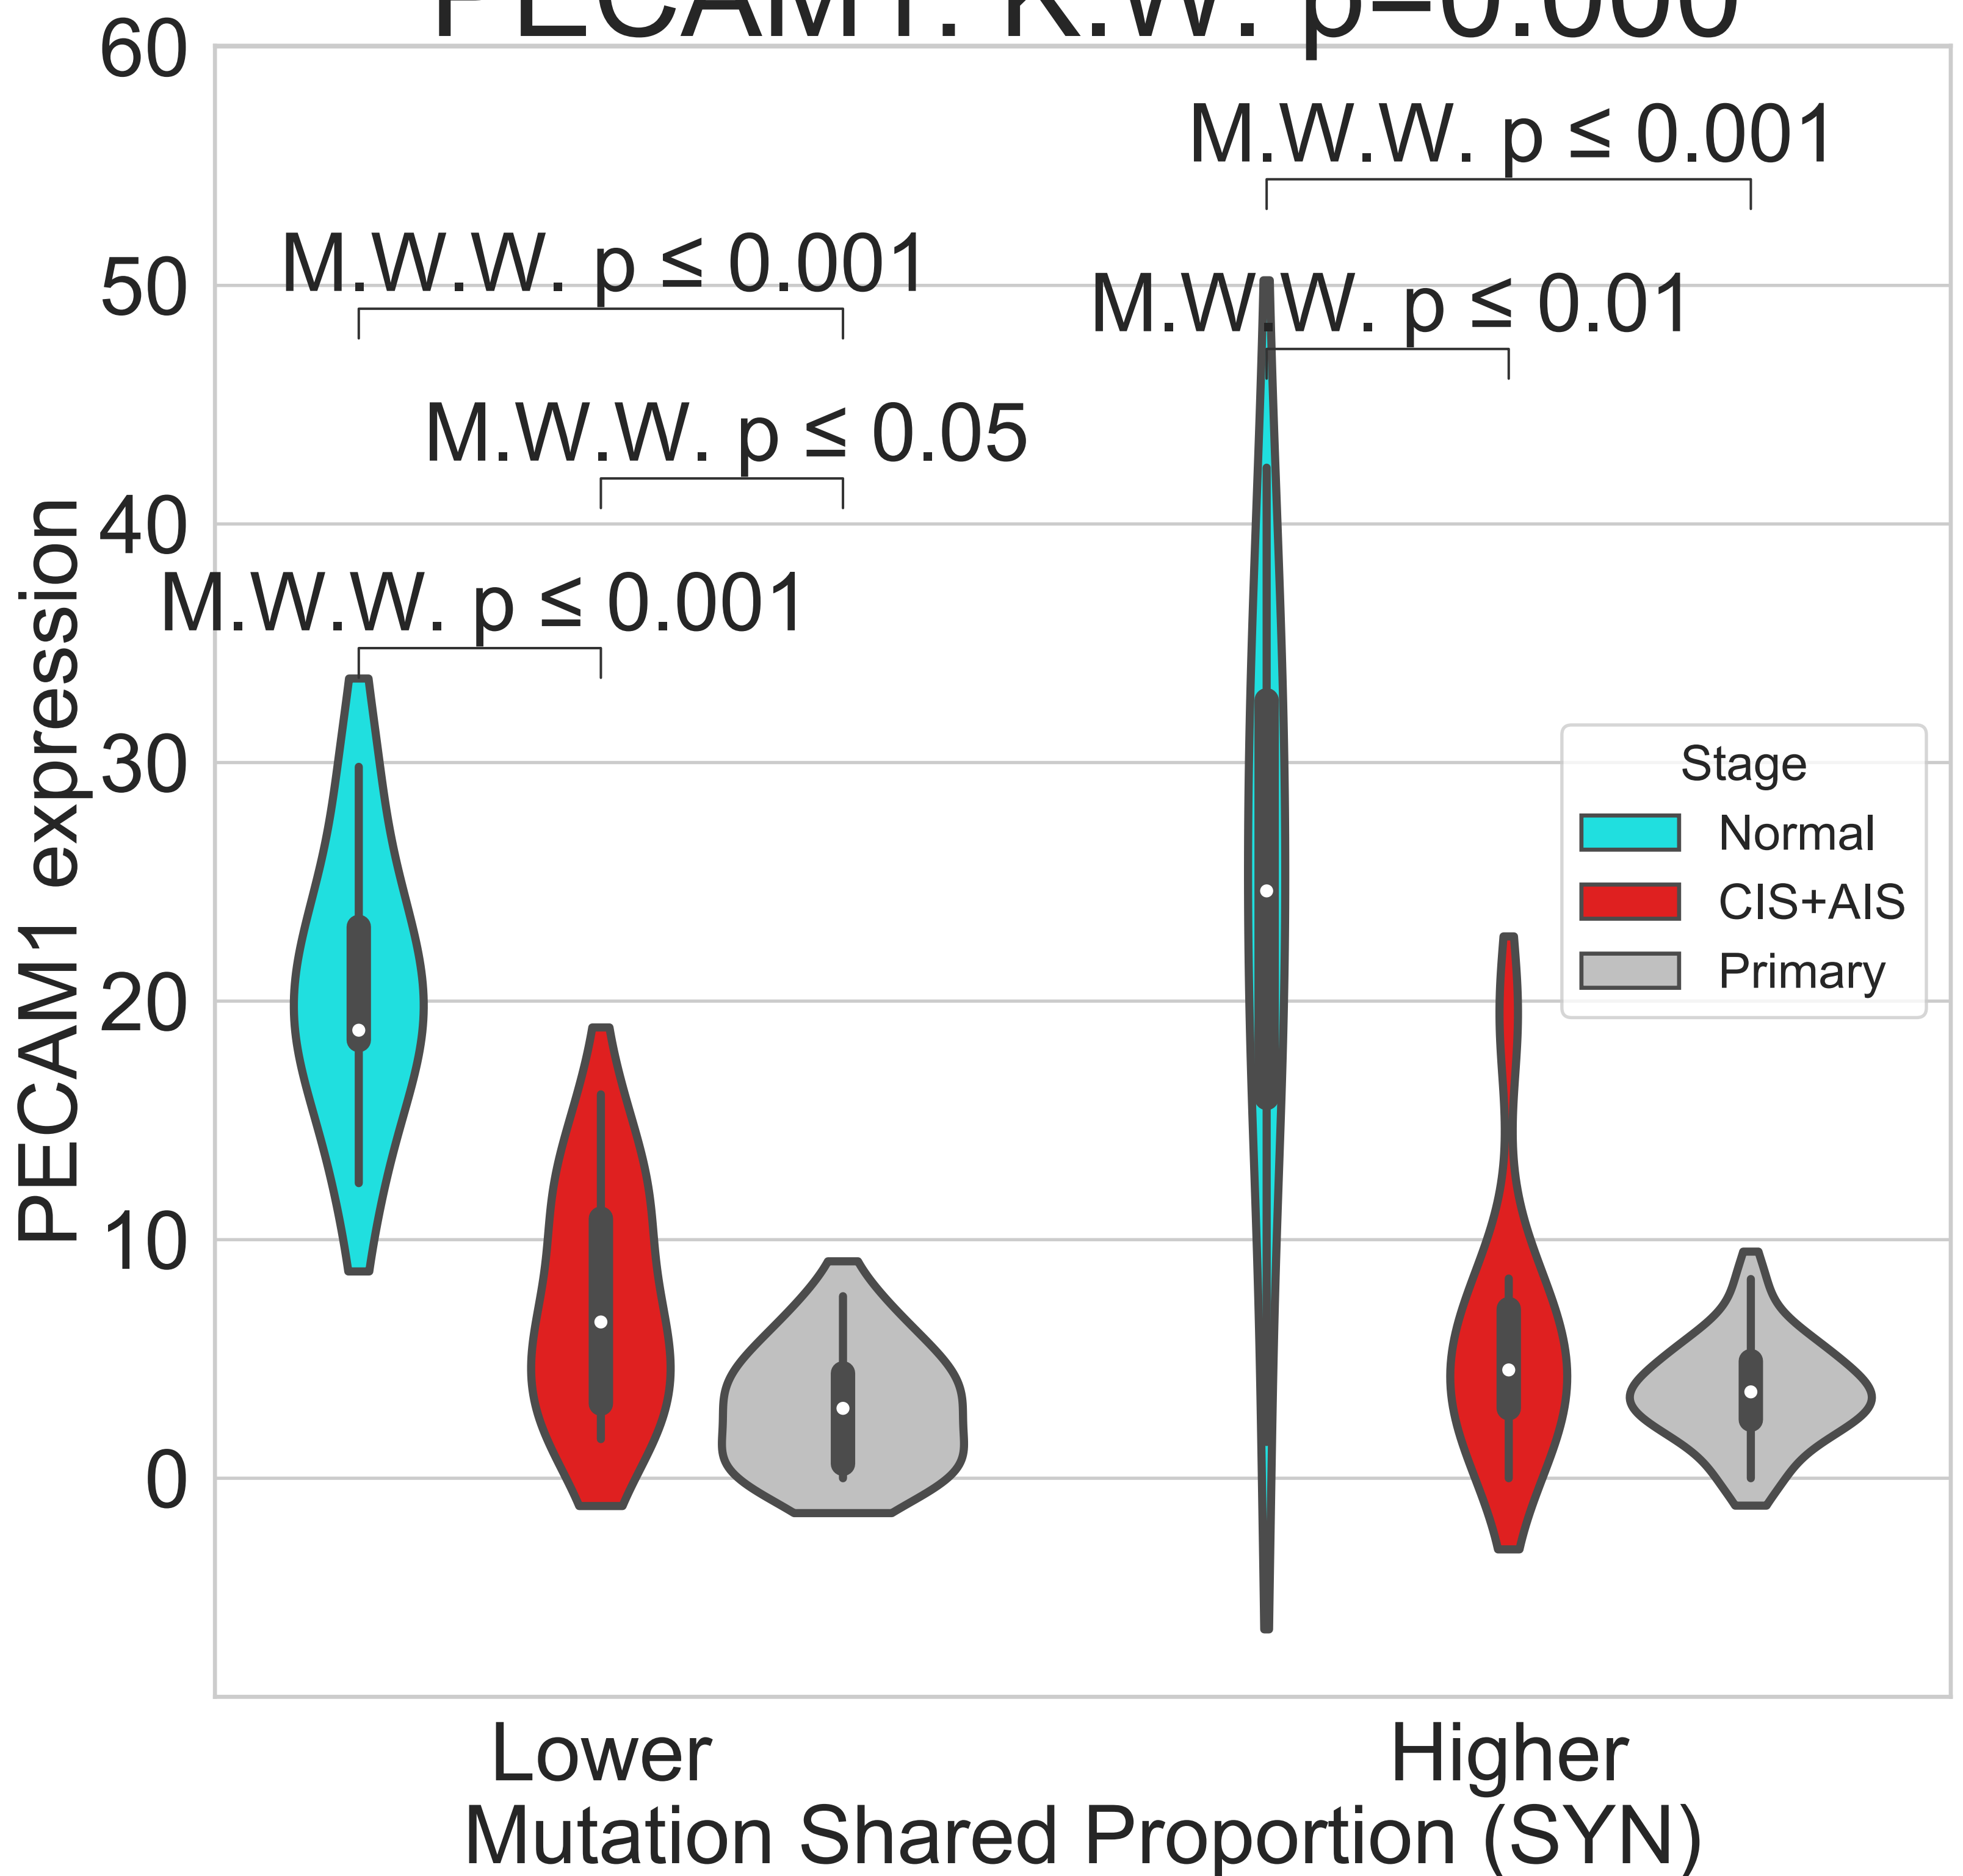 PECAM1: K.W. p=0.000
60
50
40
30
20
10
0
PECAM1 expression
M.W.W. p ≤ 0.001
M.W.W. p ≤ 0.001
M.W.W. p ≤ 0.01
M.W.W. p ≤ 0.05
M.W.W. p ≤ 0.001
Stage
Normal
CIS+AIS
Primary
Lower
Higher
Mutation Shared Proportion (SYN)